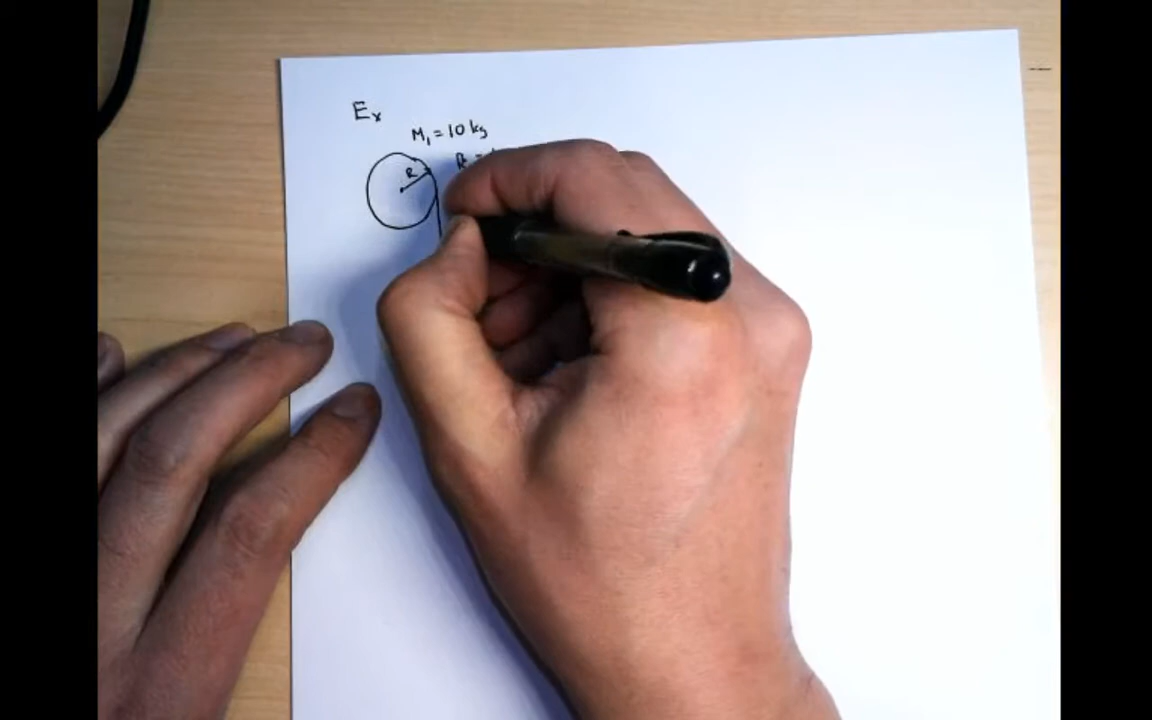 Ex
M₁ = 10 kg
R =
R